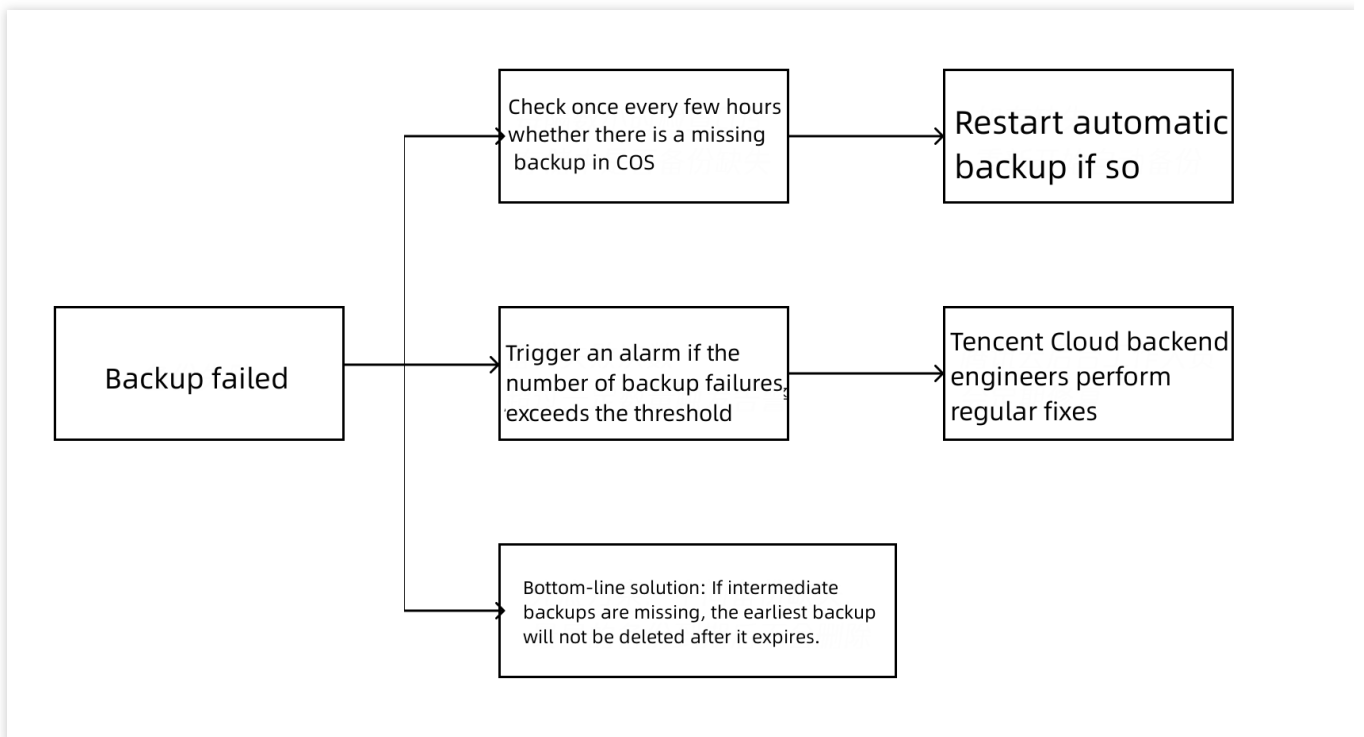 Check once every few hours
whether there is a missing
backup in COS
Restart automatic
backup if so
Backup failed
Trigger an alarm if the
number of backup failures
exceeds the threshold
Tencent Cloud backend
engineers perform
regular fixes
Bottom-line solution: If intermediate
backups are missing, the earliest backup
will not be deleted after it expires.